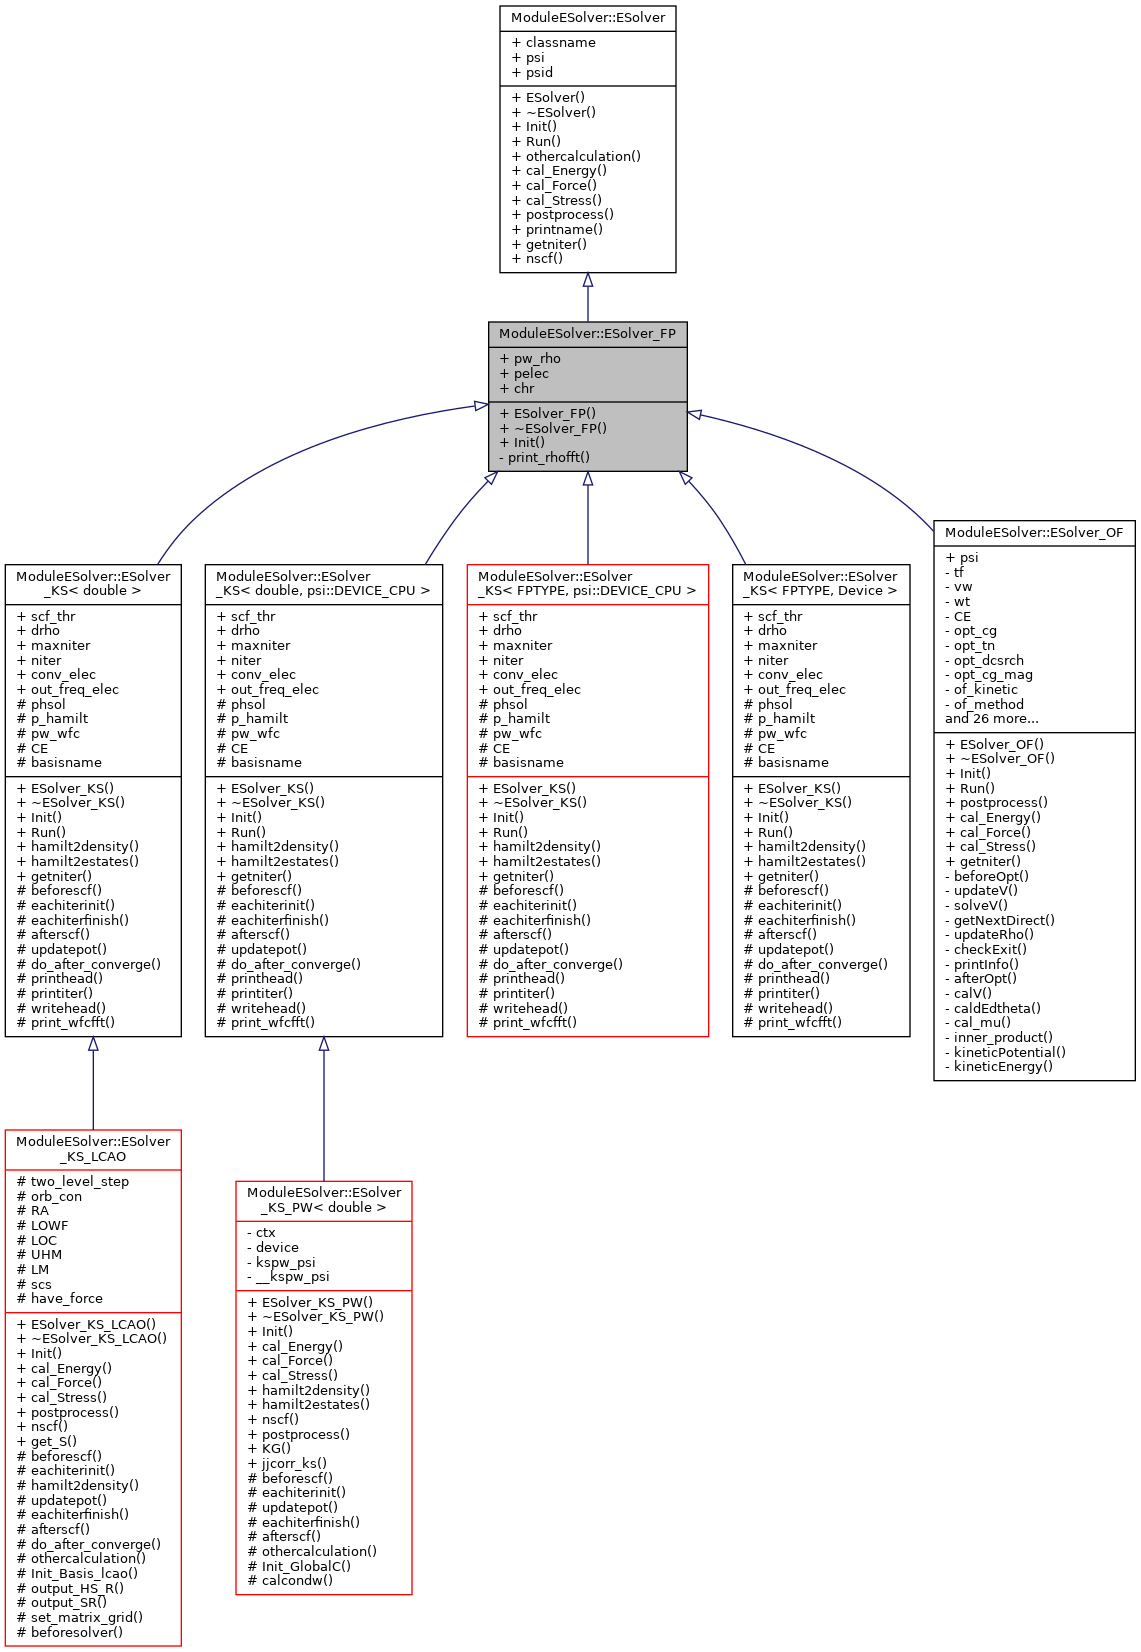 ModuleESolver::ESolver
+ classname
+ psi
+ psid
+ ESolver()
+ ~ESolver()
+ Init()
+ Run()
+ othercalculation()
+ cal_Energy()
+ cal_Force()
+ cal_Stress()
+ postprocess()
+ printname()
+ getniter()
+ nscf()
ModuleESolver::ESolver_FP
+ pw_rho
+ pelec
+ chr
+ ESolver_FP()
+ ~ESolver_FP()
+ Init()
- print_rhofft()
ModuleESolver::ESolver
_KS< double >
+ scf_thr
+ drho
+ maxniter
+ niter
+ conv_elec
+ out_freq_elec
# phsol
# p_hamilt
# pw_wfc
# CE
# basisname
+ ESolver_KS()
+ ~ESolver_KS()
+ Init()
+ Run()
+ hamilt2density()
+ hamilt2estates()
+ getniter()
# beforescf()
# eachiterinit()
# eachiterfinish()
# afterscf()
# updatepot()
# do_after_converge()
# printhead()
# printiter()
# writehead()
# print_wfcfft()
ModuleESolver::ESolver
_KS< double, psi::DEVICE_CPU >
+ scf_thr
+ drho
+ maxniter
+ niter
+ conv_elec
+ out_freq_elec
# phsol
# p_hamilt
# pw_wfc
# CE
# basisname
+ ESolver_KS()
+ ~ESolver_KS()
+ Init()
+ Run()
+ hamilt2density()
+ hamilt2estates()
+ getniter()
# beforescf()
# eachiterinit()
# eachiterfinish()
# afterscf()
# updatepot()
# do_after_converge()
# printhead()
# printiter()
# writehead()
# print_wfcfft()
ModuleESolver::ESolver
_KS< FPTYPE, psi::DEVICE_CPU >
+ scf_thr
+ drho
+ maxniter
+ niter
+ conv_elec
+ out_freq_elec
# phsol
# p_hamilt
# pw_wfc
# CE
# basisname
+ ESolver_KS()
+ ~ESolver_KS()
+ Init()
+ Run()
+ hamilt2density()
+ hamilt2estates()
+ getniter()
# beforescf()
# eachiterinit()
# eachiterfinish()
# afterscf()
# updatepot()
# do_after_converge()
# printhead()
# printiter()
# writehead()
# print_wfcfft()
ModuleESolver::ESolver
_KS< FPTYPE, Device >
+ scf_thr
+ drho
+ maxniter
+ niter
+ conv_elec
+ out_freq_elec
# phsol
# p_hamilt
# pw_wfc
# CE
# basisname
+ ESolver_KS()
+ ~ESolver_KS()
+ Init()
+ Run()
+ hamilt2density()
+ hamilt2estates()
+ getniter()
# beforescf()
# eachiterinit()
# eachiterfinish()
# afterscf()
# updatepot()
# do_after_converge()
# printhead()
# printiter()
# writehead()
# print_wfcfft()
ModuleESolver::ESolver_OF
+ psi
- tf
- vw
- wt
- CE
- opt_cg
- opt_tn
- opt_dcsrch
- opt_cg_mag
- of_kinetic
- of_method
and 26 more...
+ ESolver_OF()
+ ~ESolver_OF()
+ Init()
+ Run()
+ postprocess()
+ cal_Energy()
+ cal_Force()
+ cal_Stress()
+ getniter()
- beforeOpt()
- updateV()
- solveV()
- getNextDirect()
- updateRho()
- checkExit()
- printInfo()
- afterOpt()
- calV()
- caldEdtheta()
- cal_mu()
- inner_product()
- kineticPotential()
- kineticEnergy()
ModuleESolver::ESolver
_KS_LCAO
# two_level_step
# orb_con
# RA
# LOWF
# LOC
# UHM
# LM
# scs
# have_force
+ ESolver_KS_LCAO()
+ ~ESolver_KS_LCAO()
+ Init()
+ cal_Energy()
+ cal_Force()
+ cal_Stress()
+ postprocess()
+ nscf()
+ get_S()
# beforescf()
# eachiterinit()
# hamilt2density()
# updatepot()
# eachiterfinish()
# afterscf()
# do_after_converge()
# othercalculation()
# Init_Basis_lcao()
# output_HS_R()
# output_SR()
# set_matrix_grid()
# beforesolver()
ModuleESolver::ESolver
_KS_PW< double >
- ctx
- device
- kspw_psi
- __kspw_psi
+ ESolver_KS_PW()
+ ~ESolver_KS_PW()
+ Init()
+ cal_Energy()
+ cal_Force()
+ cal_Stress()
+ hamilt2density()
+ hamilt2estates()
+ nscf()
+ postprocess()
+ KG()
+ jjcorr_ks()
# beforescf()
# eachiterinit()
# updatepot()
# eachiterfinish()
# afterscf()
# othercalculation()
# Init_GlobalC()
# calcondw()